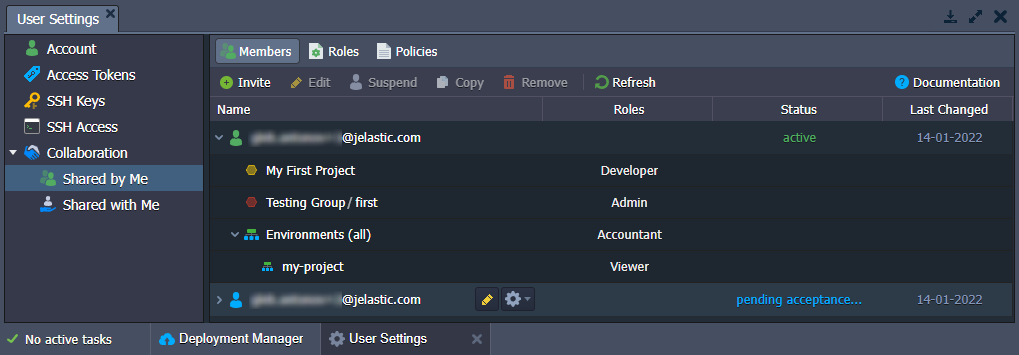 User Settings
Account
Access Tokens
SSH Keys
SSH Access
Collaboration
Shared by Me
Shared with Me
Members Roles Policies
Invite Edit Suspend Copy Remove Refresh Documentation
Name Roles Status Last Changed
@jelastic.com active 14-01-2022
My First Project Developer
Testing Group / first Admin
Environments (all) Accountant
my-project Viewer
@jelastic.com pending acceptance... 14-01-2022
No active tasks Deployment Manager User Settings